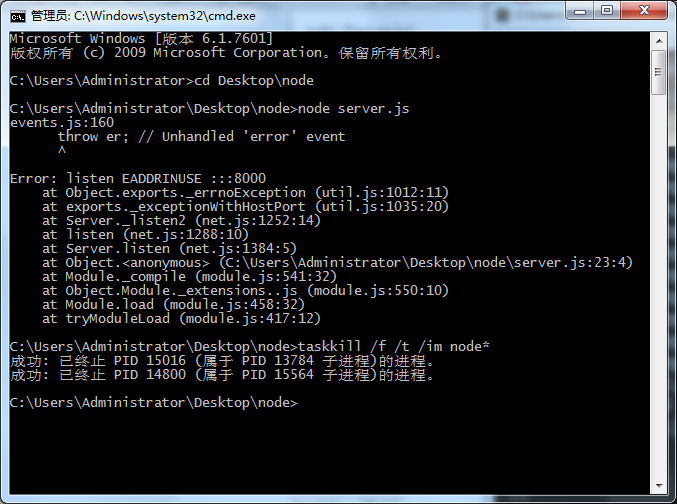 管理员: C:\Windows\system32\cmd.exe
Microsoft Windows [版本 6.1.7601]
版权所有 (c) 2009 Microsoft Corporation。保留所有权利。
C:\Users\Administrator>cd Desktop\node
C:\Users\Administrator\Desktop\node>node server.js
events.js:160
      throw er; // Unhandled 'error' event
      ^
Error: listen EADDRINUSE :::8000
    at Object.exports._errnoException (util.js:1012:11)
    at exports._exceptionWithHostPort (util.js:1035:20)
    at Server._listen2 (net.js:1252:14)
    at listen (net.js:1288:10)
    at Server.listen (net.js:1384:5)
    at Object.<anonymous> (C:\Users\Administrator\Desktop\node\server.js:23:4)
    at Module._compile (module.js:541:32)
    at Object.Module._extensions..js (module.js:550:10)
    at Module.load (module.js:458:32)
    at tryModuleLoad (module.js:417:12)
C:\Users\Administrator\Desktop\node>taskkill /f /t /im node*
成功: 已终止 PID 15016 (属于 PID 13784 子进程)的进程。
成功: 已终止 PID 14800 (属于 PID 15564 子进程)的进程。
C:\Users\Administrator\Desktop\node>